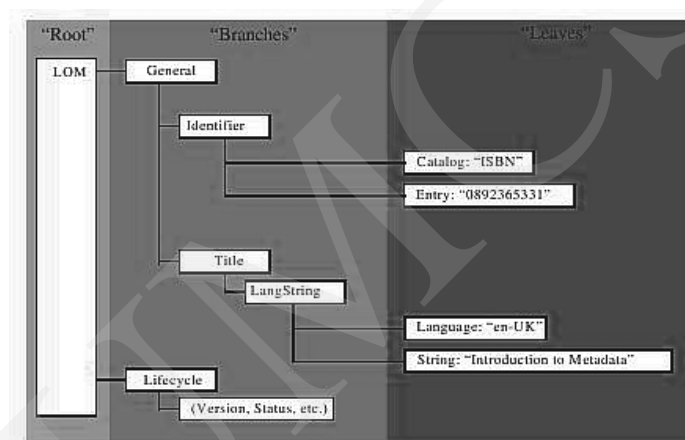 “Root” “Branches” “Leaves”
LOM
General
Identifier
Catalog: “ISBN”
Entry: “0892365331”
Title
LangString
Language: “en-UK”
String: “Introduction to Metadata”
Lifecycle
(Version, Status, etc.)